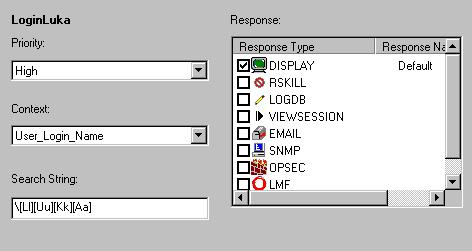 LoginLuka
Priority:
High
Context:
User_Login_Name
Search String:
\[Ll][Uu][Kk][Aa]
Response:
Response Type Response Na
DISPLAY Default
RSKILL
LOGDB
VIEWSESSION
EMAIL
SNMP
OPSEC
LMF